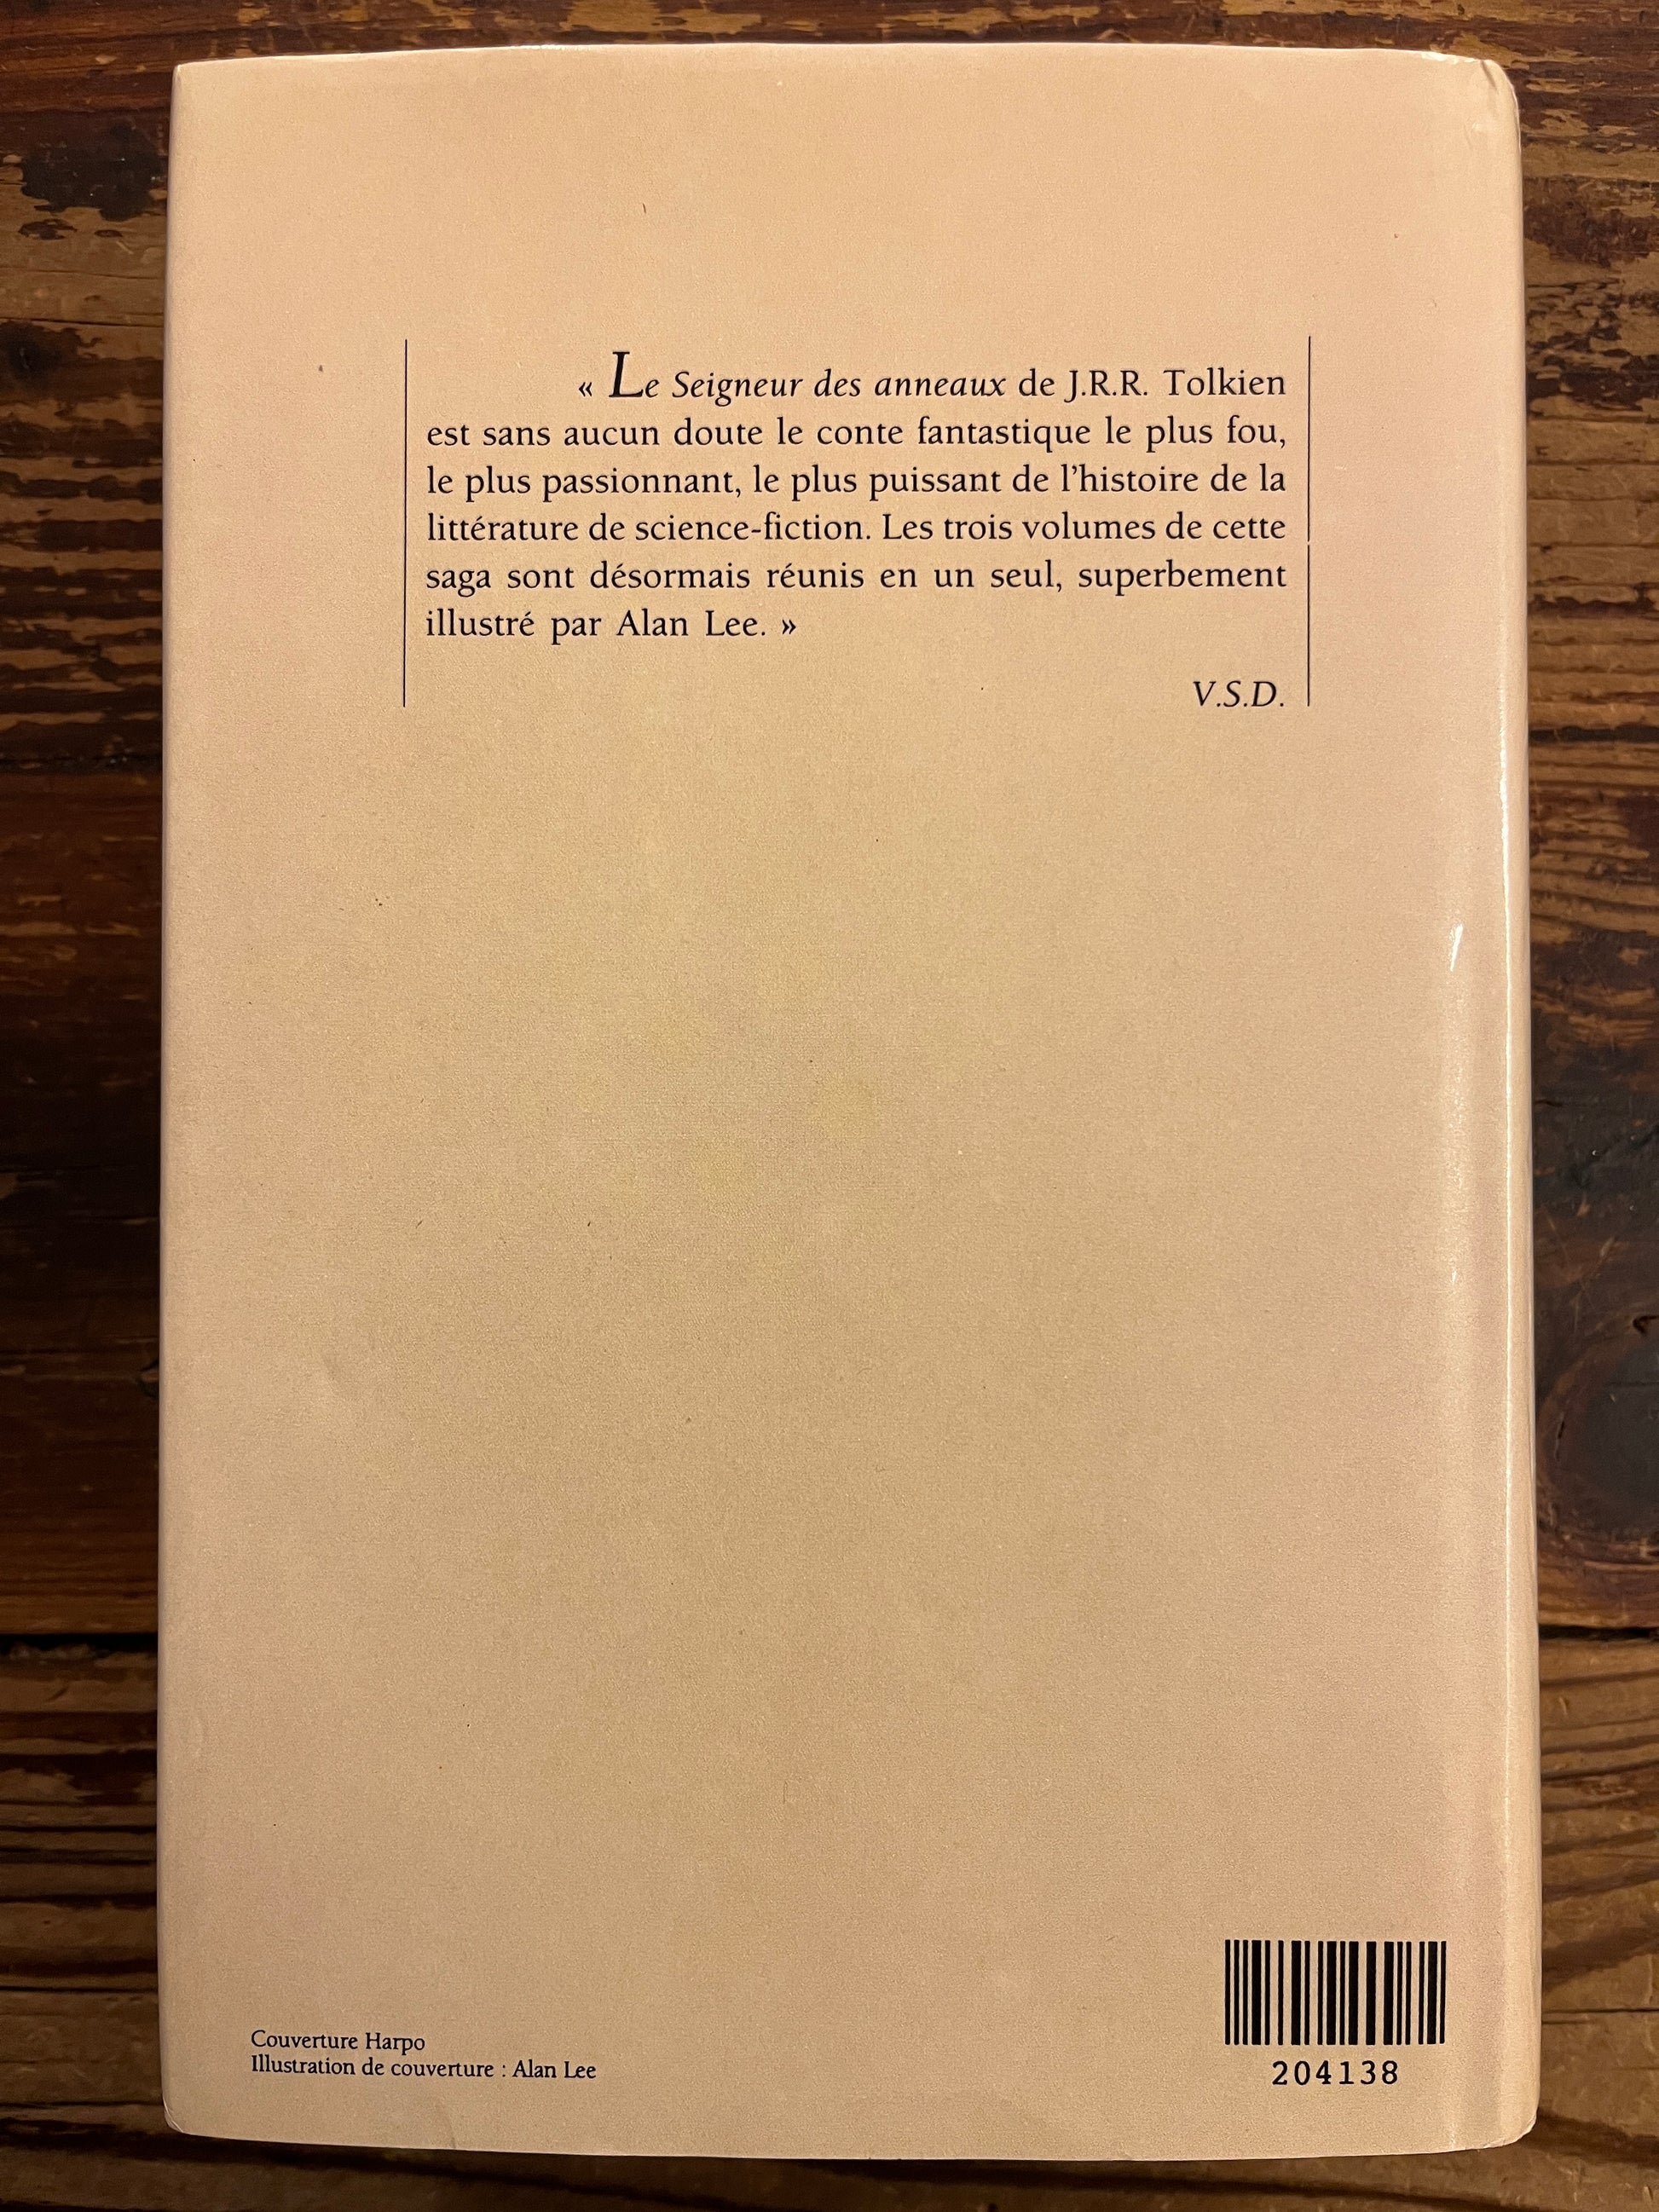 « Le Seigneur des anneaux de J.R.R. Tolkien
est sans aucun doute le conte fantastique le plus fou,
le plus passionnant, le plus puissant de l'histoire de la
littérature de science-fiction. Les trois volumes de cette
saga sont désormais réunis en un seul, superbement
illustré par Alan Lee. »
V.S.D.
Couverture Harpo
Illustration de couverture : Alan Lee
204138